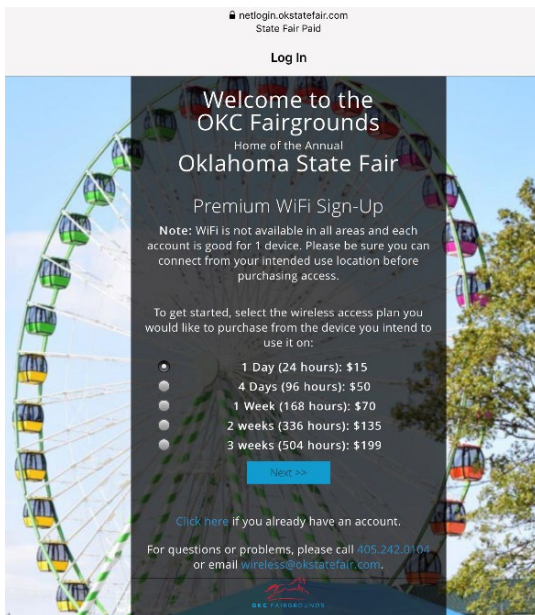 netlogin.okstatefair.com
State Fair Paid
Log In
Welcome to the
OKC Fairgrounds
Home of the Annual
Oklahoma State Fair
Premium WiFi Sign-Up
Note: WiFi is not available in all areas and each
account is good for 1 device. Please be sure you can
connect from your intended use location before
purchasing access.
To get started, select the wireless access plan you
would like to purchase from the device you intend to
use it on:
1 Day (24 hours): $15
4 Days (96 hours): $50
1 Week (168 hours): $70
2 weeks (336 hours): $135
3 weeks (504 hours): $199
Next >>
Click here if you already have an account.
For questions or problems, please call 405.242.0104
or email wireless@okstatefair.com.
OKC FAIRGROUNDS